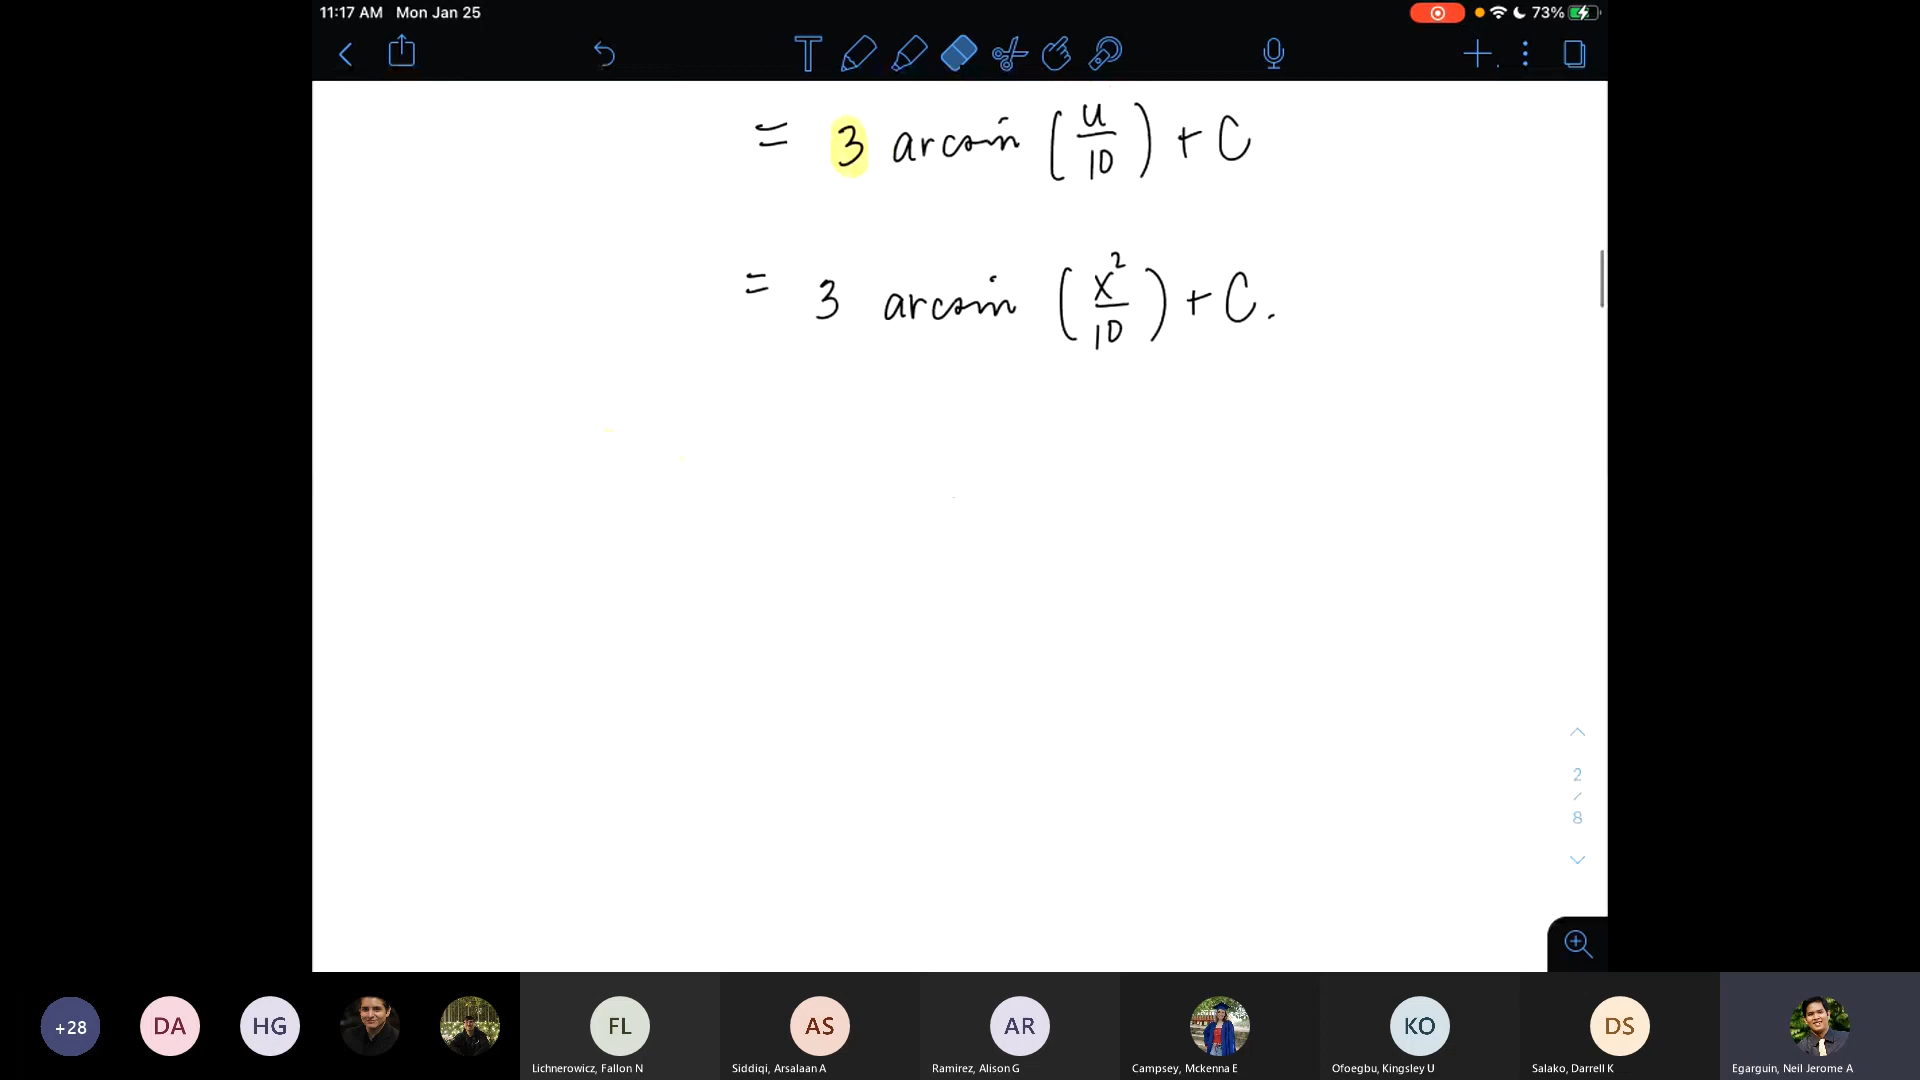 11:17 AM Mon Jan 25
73%
T
= 3 arcsin (u/10) + C
= 3 arcsin (x²/10) + C.
2
/
8
+28
DA
HG
FL
AS
AR
KO
DS
Lichnerowicz, Fallon N
Siddiqi, Arsalaan A
Ramirez, Alison G
Campsey, Mckenna E
Ofoegbu, Kingsley U
Salako, Darrell K
Egarguin, Neil Jerome A